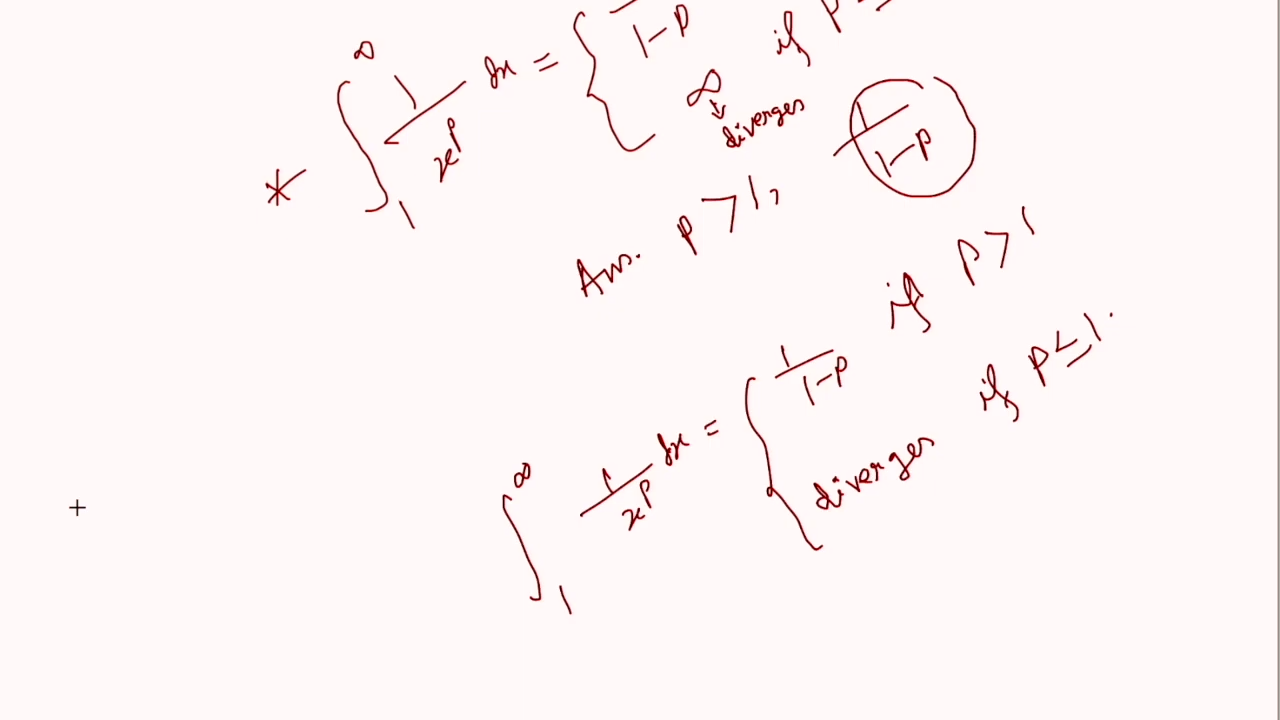 * ∫₁^∞ 1/x^p dx = { 1/1-p if p ≤
∞ → diverges
Ans. p > 1, 1/1-p
∫₁^∞ 1/x^p dx = { 1/1-p if p > 1
diverges if p ≤ 1.